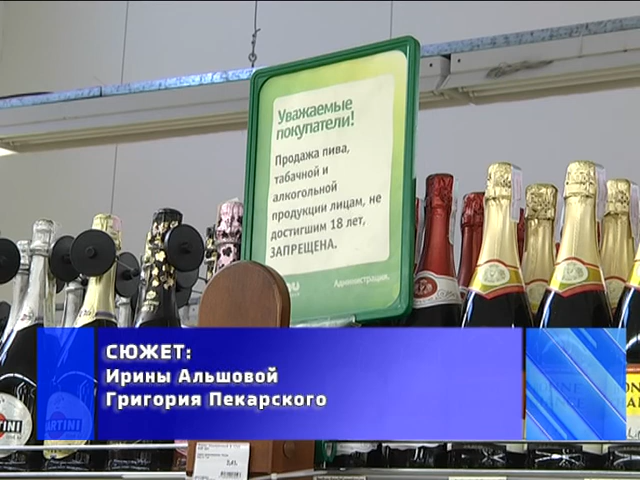 Уважаемые
покупатели!
Продажа пива,
табачной и
алкогольной
продукции лицам, не
достигшим 18 лет,
ЗАПРЕЩЕНА.
Администрация.
СЮЖЕТ:
Ирины Альшовой
Григория Пекарского
MARTINI